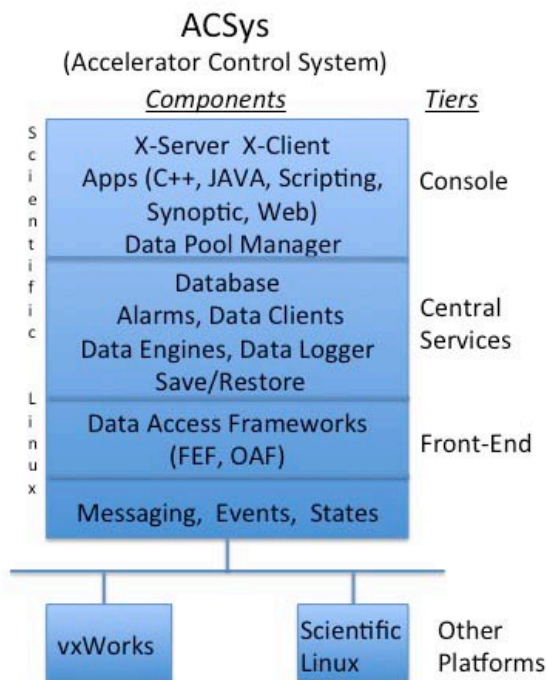 ACSys
(Accelerator Control System)
Components Tiers
Scientific Linux
X-Server X-Client
Apps (C++, JAVA, Scripting,
Synoptic, Web)
Data Pool Manager
Console
Database
Alarms, Data Clients
Data Engines, Data Logger
Save/Restore
Central
Services
Data Access Frameworks
(FEF, OAF)
Front-End
Messaging, Events, States
vxWorks
Scientific
Linux
Other
Platforms